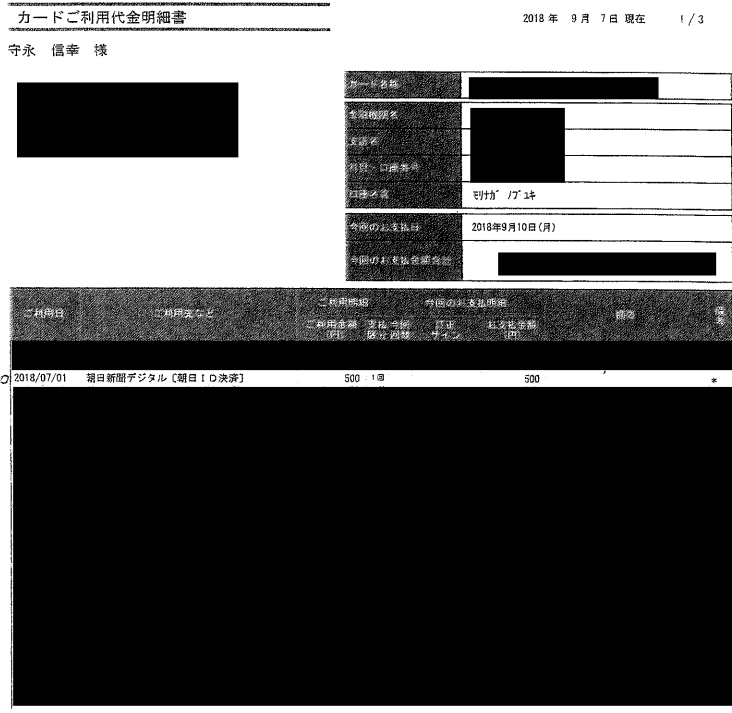 カードご利用代金明細書
2018 年 9 月 7 日 現在 1 / 3
守永 信幸 様
カード名称
金融機関名
支店名
科目・口座番号
口座名義 モリナガ ノブユキ
今回のお支払日 2018年9月10日(月)
今回のお支払金額合計
ご利用明細 今回のお支払明細
ご利用日 ご利用先など 摘要 備考
ご利用金額 支払 今回 訂正 お支払金額
(円) 区分 回数 サイン 円
2018/07/01 朝日新聞デジタル〔朝日ＩＤ決済〕 500 1回 500 *